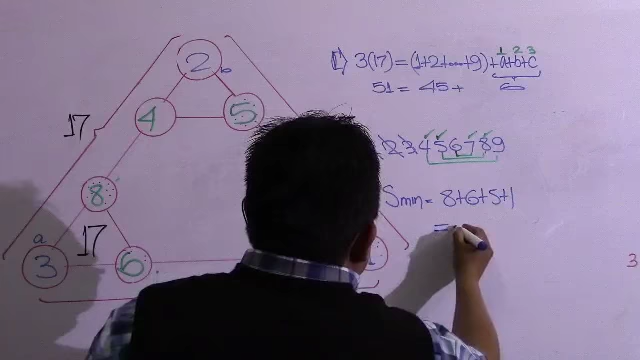 2
b
I) 3(17) = (1+2+....+9) + a+b+c
1 2 3
51 = 45 + 6
4
5
17
2 3 4 5 6 7 8 9
8
Smin = 8+6+5+1
=
a
17
3
6
3